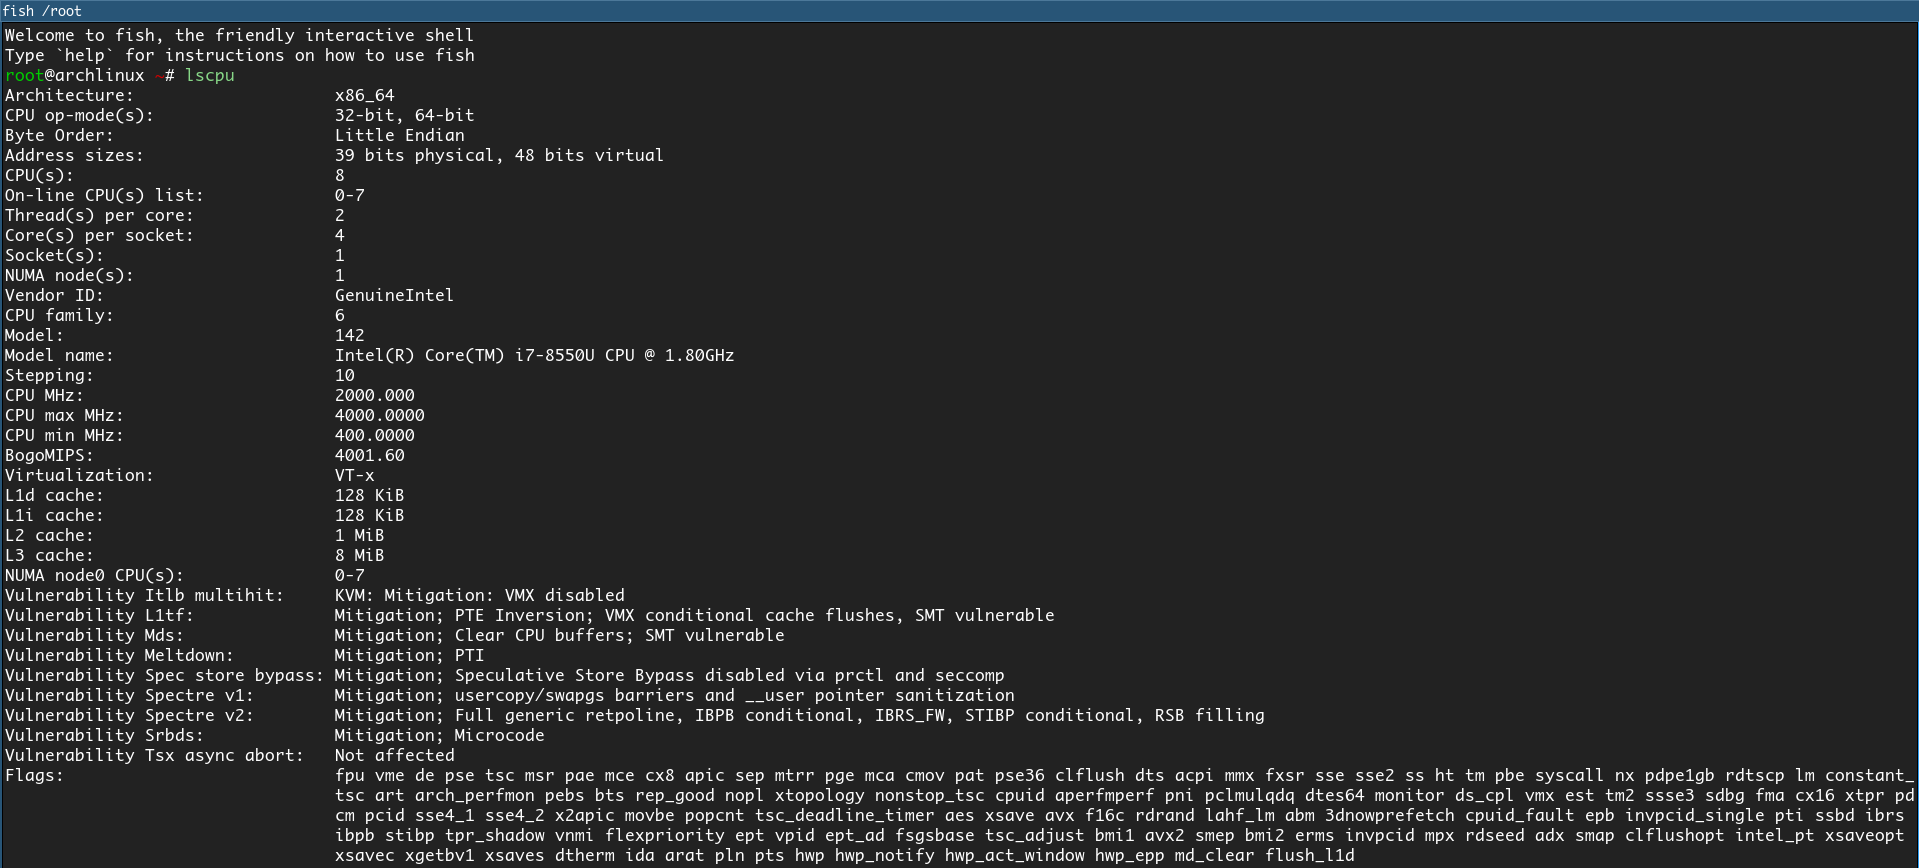 fish /root
Welcome to fish, the friendly interactive shell
Type `help` for instructions on how to use fish
root@archlinux ~# lscpu
Architecture:                    x86_64
CPU op-mode(s):                  32-bit, 64-bit
Byte Order:                      Little Endian
Address sizes:                   39 bits physical, 48 bits virtual
CPU(s):                          8
On-line CPU(s) list:             0-7
Thread(s) per core:              2
Core(s) per socket:              4
Socket(s):                       1
NUMA node(s):                    1
Vendor ID:                       GenuineIntel
CPU family:                      6
Model:                           142
Model name:                      Intel(R) Core(TM) i7-8550U CPU @ 1.80GHz
Stepping:                        10
CPU MHz:                         2000.000
CPU max MHz:                     4000.0000
CPU min MHz:                     400.0000
BogoMIPS:                        4001.60
Virtualization:                  VT-x
L1d cache:                       128 KiB
L1i cache:                       128 KiB
L2 cache:                        1 MiB
L3 cache:                        8 MiB
NUMA node0 CPU(s):               0-7
Vulnerability Itlb multihit:     KVM: Mitigation: VMX disabled
Vulnerability L1tf:              Mitigation; PTE Inversion; VMX conditional cache flushes, SMT vulnerable
Vulnerability Mds:               Mitigation; Clear CPU buffers; SMT vulnerable
Vulnerability Meltdown:          Mitigation; PTI
Vulnerability Spec store bypass: Mitigation; Speculative Store Bypass disabled via prctl and seccomp
Vulnerability Spectre v1:        Mitigation; usercopy/swapgs barriers and __user pointer sanitization
Vulnerability Spectre v2:        Mitigation; Full generic retpoline, IBPB conditional, IBRS_FW, STIBP conditional, RSB filling
Vulnerability Srbds:             Mitigation; Microcode
Vulnerability Tsx async abort:   Not affected
Flags:                           fpu vme de pse tsc msr pae mce cx8 apic sep mtrr pge mca cmov pat pse36 clflush dts acpi mmx fxsr sse sse2 ss ht tm pbe syscall nx pdpe1gb rdtscp lm constant_
tsc art arch_perfmon pebs bts rep_good nopl xtopology nonstop_tsc cpuid aperfmperf pni pclmulqdq dtes64 monitor ds_cpl vmx est tm2 ssse3 sdbg fma cx16 xtpr pd
cm pcid sse4_1 sse4_2 x2apic movbe popcnt tsc_deadline_timer aes xsave avx f16c rdrand lahf_lm abm 3dnowprefetch cpuid_fault epb invpcid_single pti ssbd ibrs
ibpb stibp tpr_shadow vnmi flexpriority ept vpid ept_ad fsgsbase tsc_adjust bmi1 avx2 smep bmi2 erms invpcid mpx rdseed adx smap clflushopt intel_pt xsaveopt
xsavec xgetbv1 xsaves dtherm ida arat pln pts hwp hwp_notify hwp_act_window hwp_epp md_clear flush_l1d